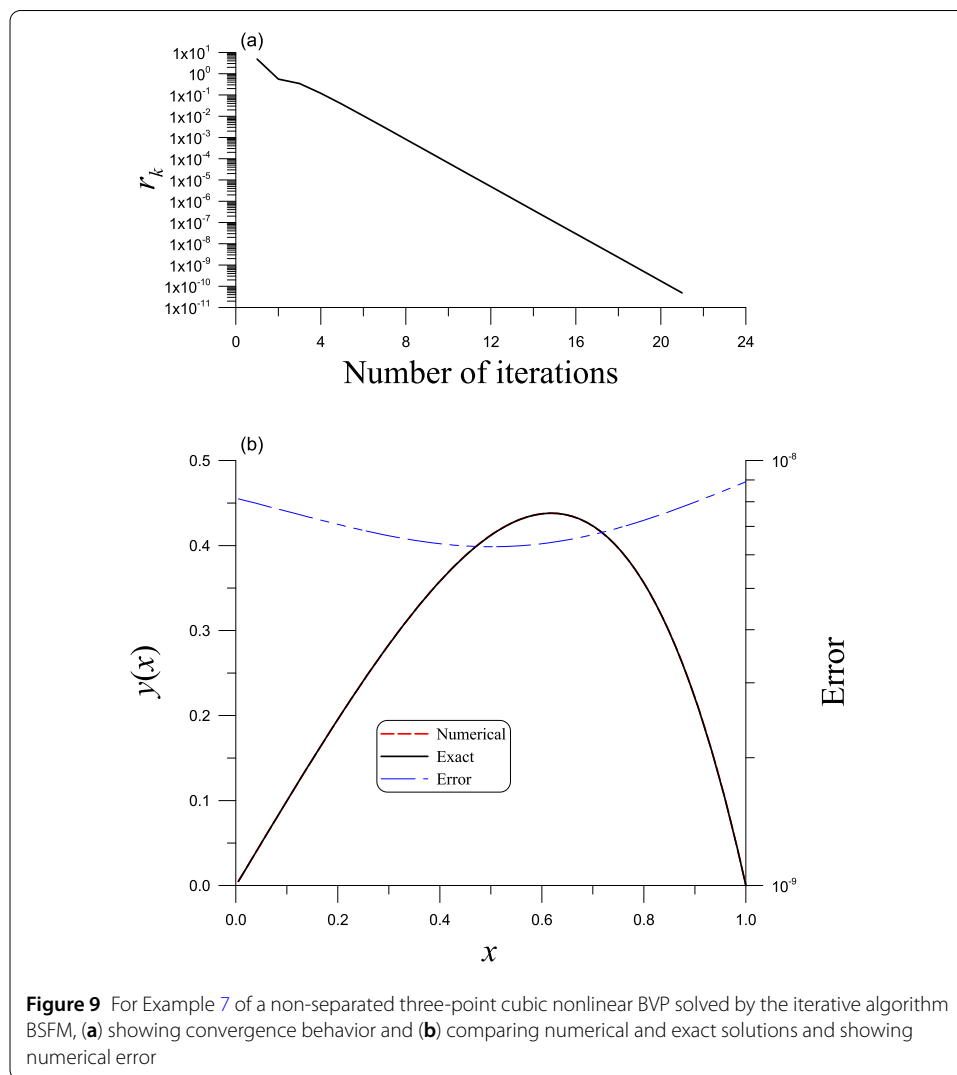 (a)
1x10¹
10⁰
1x10⁻¹
1x10⁻²
1x10⁻³
1x10⁻⁴
1x10⁻⁵
1x10⁻⁶
1x10⁻⁷
1x10⁻⁸
1x10⁻⁹
1x10⁻¹⁰
1x10⁻¹¹
r_k
0 4 8 12 16 20 24
Number of iterations
(b)
0.5
0.4
0.3
0.2
0.1
0.0
y(x)
10⁻⁸
10⁻⁹
Error
Numerical
Exact
Error
0.0 0.2 0.4 0.6 0.8 1.0
x
Figure 9 For Example 7 of a non-separated three-point cubic nonlinear BVP solved by the iterative algorithm
BSFM, (a) showing convergence behavior and (b) comparing numerical and exact solutions and showing
numerical error